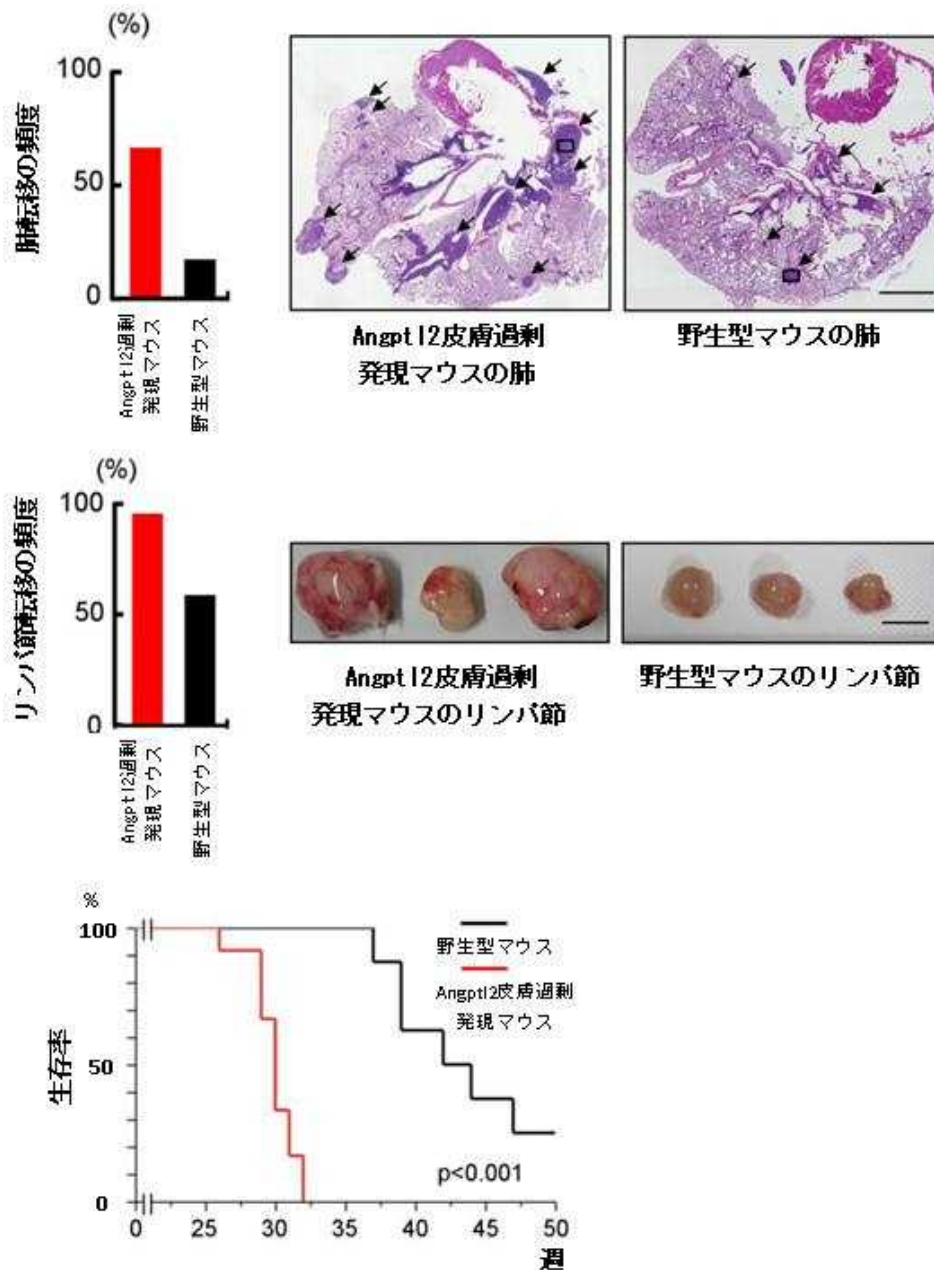 (%)
肺転移の頻度
100
50
0
Angptl2過剰
発現マウス
野生型マウス
Angptl2皮膚過剰
発現マウスの肺
野生型マウスの肺
(%)
リンパ節転移の頻度
100
50
0
Angptl2過剰
発現マウス
野生型マウス
Angptl2皮膚過剰
発現マウスのリンパ節
野生型マウスのリンパ節
%
生存率
100
50
0
野生型マウス
Angptl2皮膚過剰
発現マウス
p<0.001
0 25 30 35 40 45 50
週